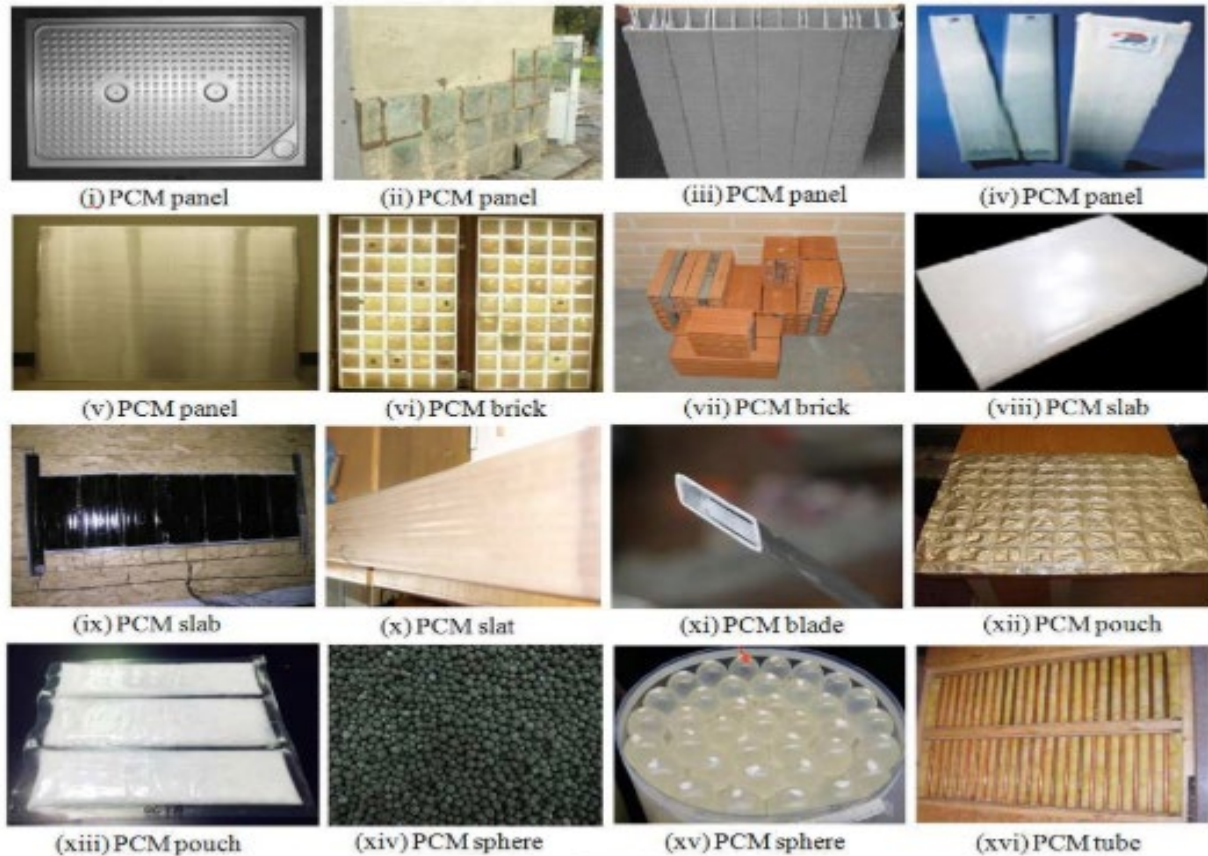 (i) PCM panel
(ii) PCM panel
(iii) PCM panel
(iv) PCM panel
(v) PCM panel
(vi) PCM brick
(vii) PCM brick
(viii) PCM slab
(ix) PCM slab
(x) PCM slat
(xi) PCM blade
(xii) PCM pouch
(xiii) PCM pouch
(xiv) PCM sphere
(xv) PCM sphere
(xvi) PCM tube